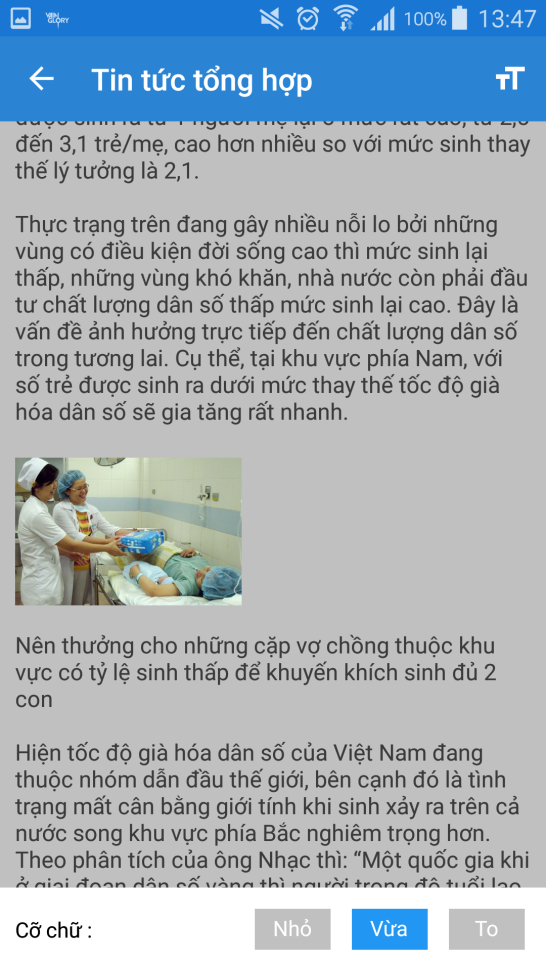 VAIN
GLORY
100%
13:47
Tin tức tổng hợp
TT
đến 3,1 trẻ/mẹ, cao hơn nhiều so với mức sinh thay
thế lý tưởng là 2,1.
Thực trạng trên đang gây nhiều nỗi lo bởi những
vùng có điều kiện đời sống cao thì mức sinh lại
thấp, những vùng khó khăn, nhà nước còn phải đầu
tư chất lượng dân số thấp mức sinh lại cao. Đây là
vấn đề ảnh hưởng trực tiếp đến chất lượng dân số
trong tương lai. Cụ thể, tại khu vực phía Nam, với
số trẻ được sinh ra dưới mức thay thế tốc độ già
hóa dân số sẽ gia tăng rất nhanh.
Nên thưởng cho những cặp vợ chồng thuộc khu
vực có tỷ lệ sinh thấp để khuyến khích sinh đủ 2
con
Hiện tốc độ già hóa dân số của Việt Nam đang
thuộc nhóm dẫn đầu thế giới, bên cạnh đó là tình
trạng mất cân bằng giới tính khi sinh xảy ra trên cả
nước song khu vực phía Bắc nghiêm trọng hơn.
Theo phân tích của ông Nhạc thì: “Một quốc gia khi
ở giai đoạn dân số vàng thì người trong độ tuổi lao
Cỡ chữ :
Nhỏ
Vừa
To